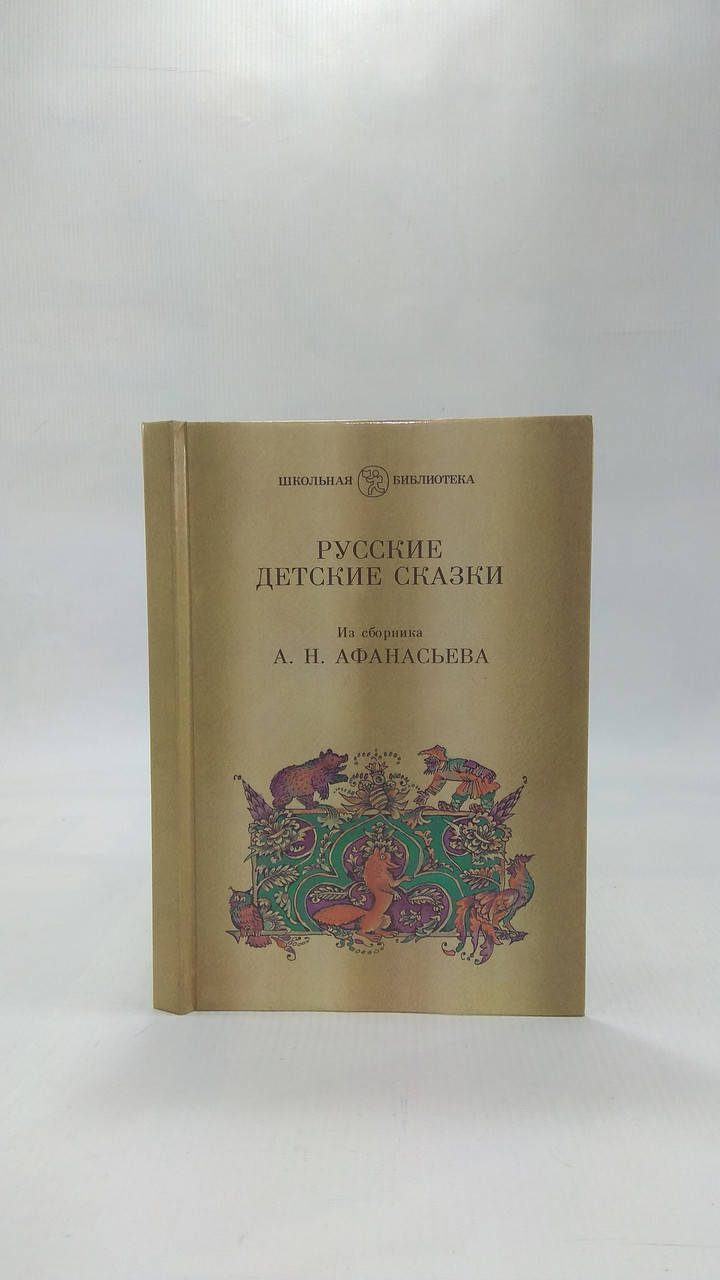 ШКОЛЬНАЯ БИБЛИОТЕКА
РУССКИЕ
ДЕТСКИЕ СКАЗКИ
Из сборника
А. Н. АФАНАСЬЕВА